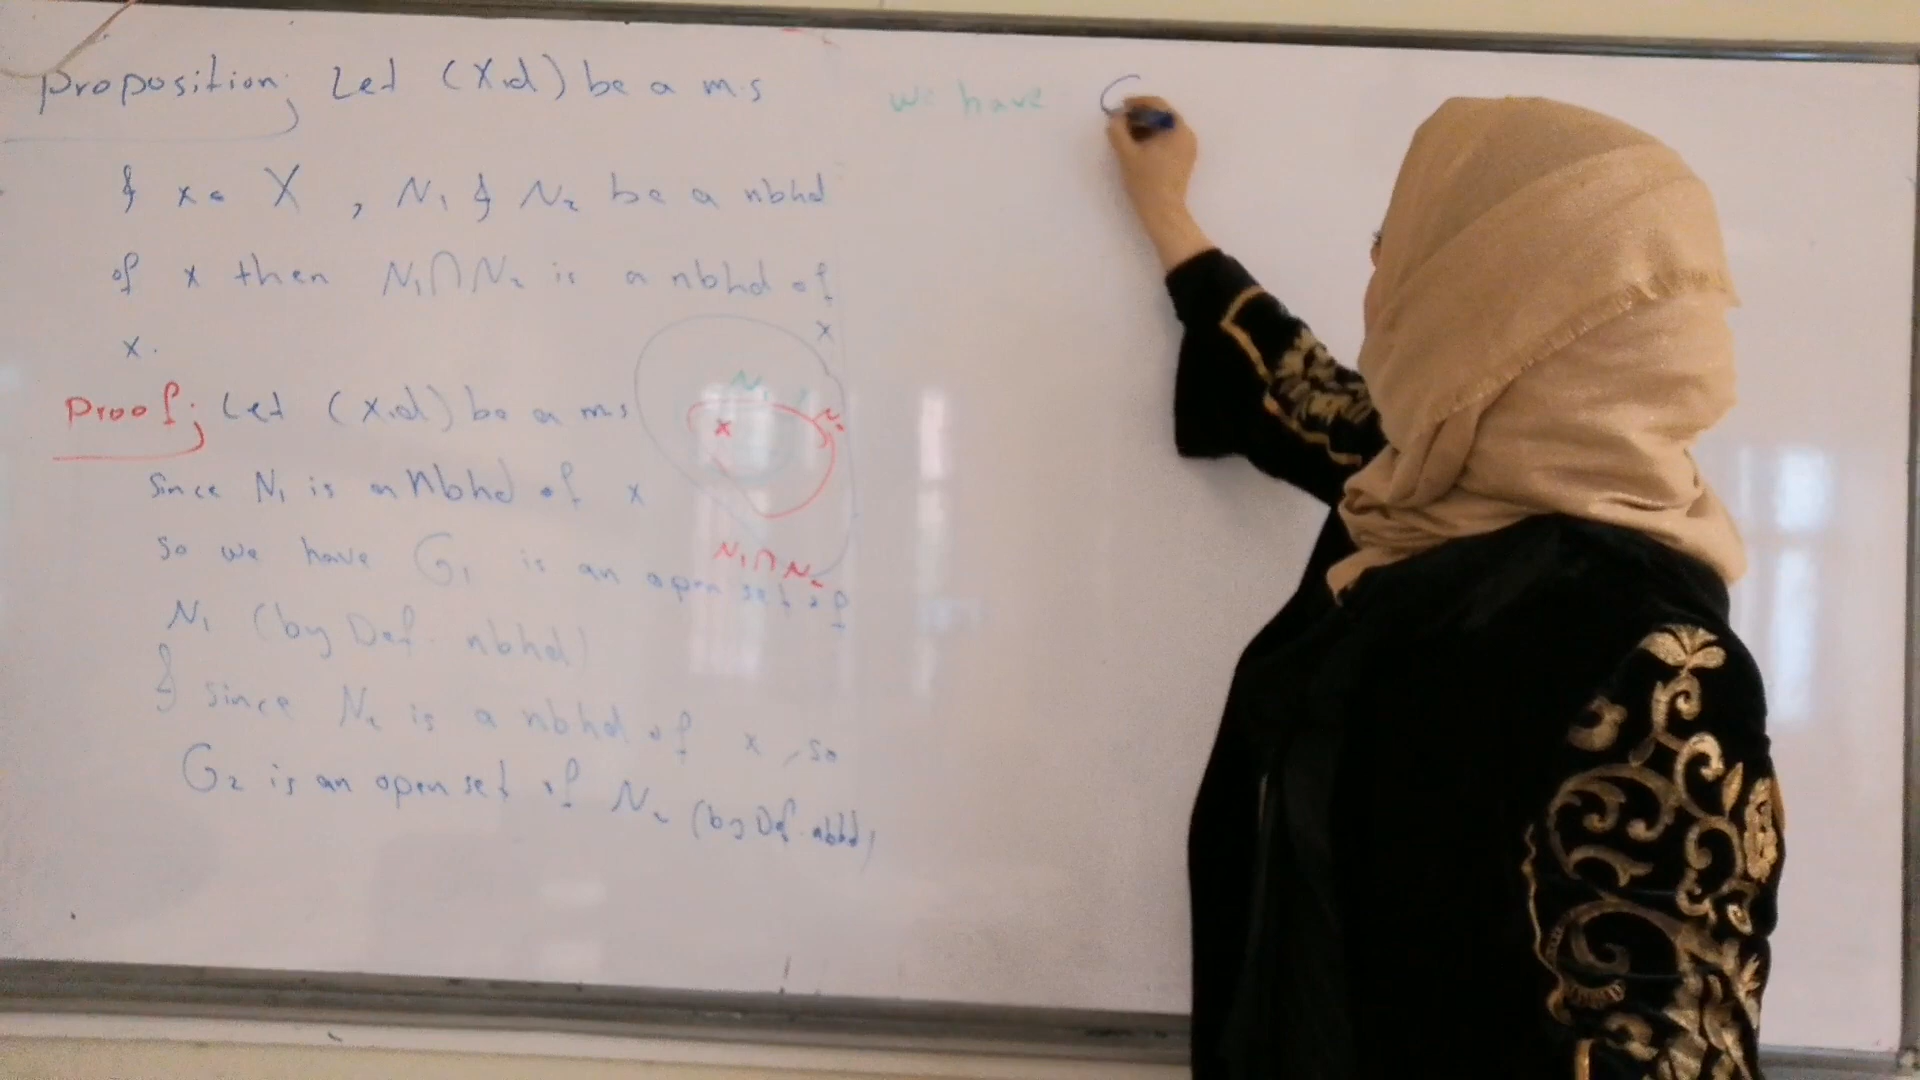 Proposition; Let (X,d) be a m.s
& x ∈ X , N₁ & N₂ be a nbhd
of x then N₁∩N₂ is a nbhd of
x
x.
Proof; Let (X,d) be a m.s
since N₁ is a Nbhd of x
so we have G₁ is an open set of
N₁ (by Def. nbhd)
& since N₂ is a nbhd of x, so
G₂ is an open set of N₂ (by Def. nbhd)
N₁
x
N₁∩N₂
we have